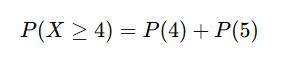 P(X ≥ 4) = P(4) + P(5)